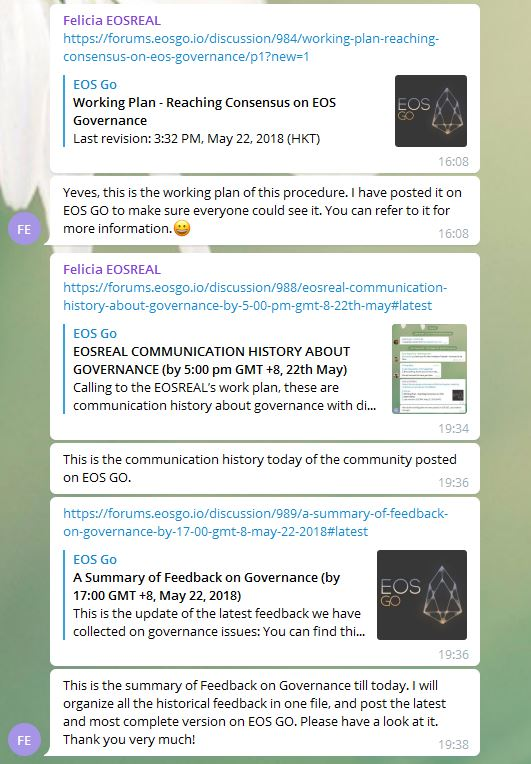 Felicia EOSREAL
https://forums.eosgo.io/discussion/984/working-plan-reaching-
consensus-on-eos-governance/p1?new=1
EOS Go
Working Plan - Reaching Consensus on EOS
Governance
Last revision: 3:32 PM, May 22, 2018 (HKT)
EOS
GO
16:08
Yeves, this is the working plan of this procedure. I have posted it on
EOS GO to make sure everyone could see it. You can refer to it for
more information.😀
FE
16:08
Felicia EOSREAL
https://forums.eosgo.io/discussion/988/eosreal-communication-
history-about-governance-by-5-00-pm-gmt-8-22th-may#latest
EOS Go
EOSREAL COMMUNICATION HISTORY ABOUT
GOVERNANCE (by 5:00 pm GMT +8, 22th May)
Calling to the EOSREAL's work plan, these are
communication history about governance with di...
19:34
This is the communication history today of the community posted
on EOS GO.
19:36
https://forums.eosgo.io/discussion/989/a-summary-of-feedback-
on-governance-by-17-00-gmt-8-may-22-2018#latest
EOS Go
A Summary of Feedback on Governance (by
17:00 GMT +8, May 22, 2018)
This is the update of the latest feedback we have
collected on governance issues: You can find thi...
EOS
GO
19:36
This is the summary of Feedback on Governance till today. I will
organize all the historical feedback in one file, and post the latest
and most complete version on EOS GO. Please have a look at it.
Thank you very much!
FE
19:38